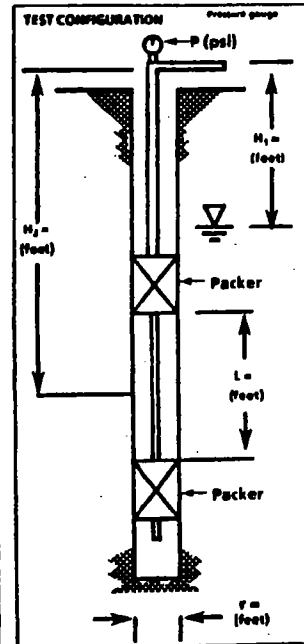 TEST CONFIGURATION
Pressure gauge
P (psi)
H₁ =
(feet)
H₂ =
(feet)
Packer
L =
(feet)
Packer
r =
(feet)